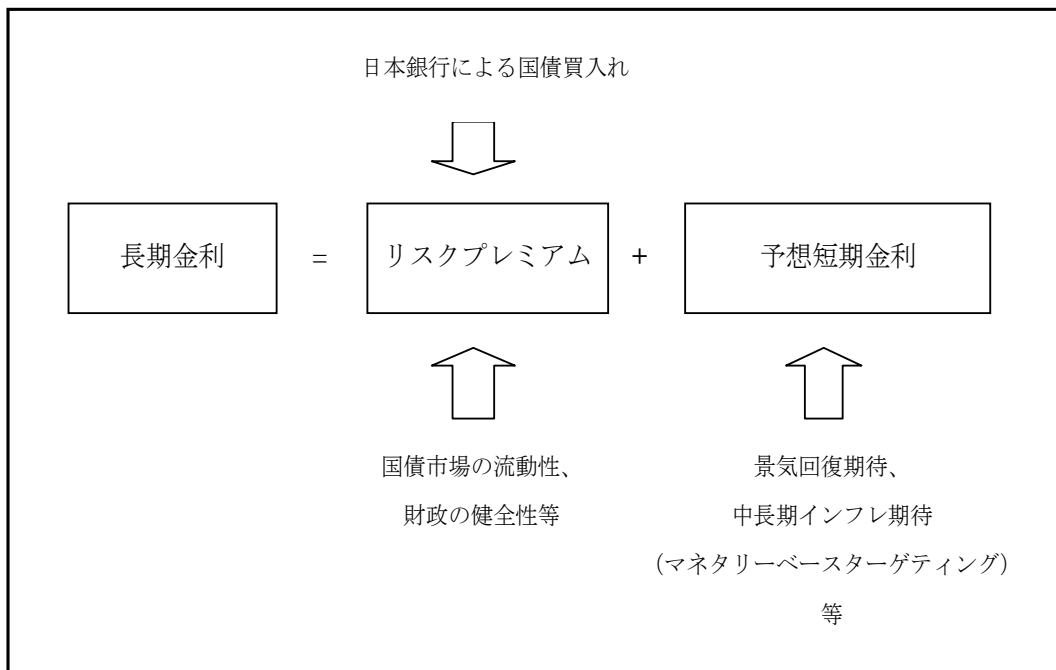 日本銀行による国債買入れ
長期金利 = リスクプレミアム + 予想短期金利
国債市場の流動性、
財政の健全性等
景気回復期待、
中長期インフレ期待
（マネタリーベースターゲティング）
等